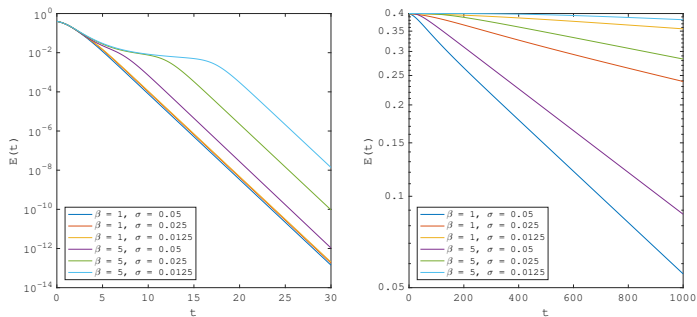 10^0
10^-2
10^-4
10^-6
10^-8
10^-10
10^-12
10^-14
E(t)
0 5 10 15 20 25 30
t
β = 1, σ = 0.05
β = 1, σ = 0.025
β = 1, σ = 0.0125
β = 5, σ = 0.05
β = 5, σ = 0.025
β = 5, σ = 0.0125
0.4
0.35
0.3
0.25
0.2
0.15
0.1
0.05
E(t)
0 200 400 600 800 1000
t
β = 1, σ = 0.05
β = 1, σ = 0.025
β = 1, σ = 0.0125
β = 5, σ = 0.05
β = 5, σ = 0.025
β = 5, σ = 0.0125